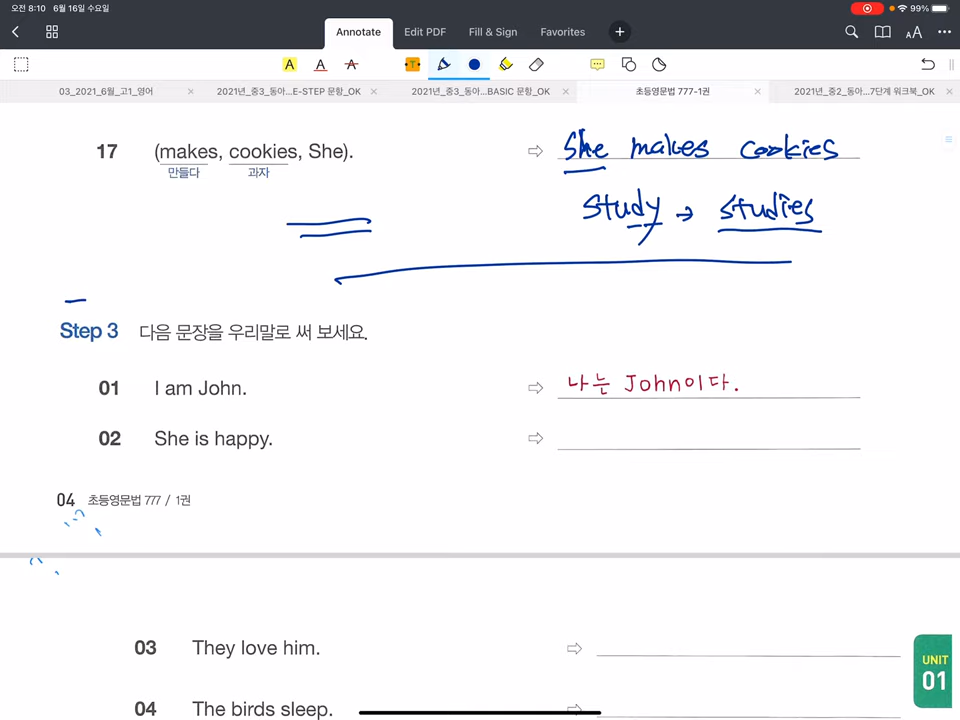 오전 8:10 6월 16일 수요일 99%
Annotate Edit PDF Fill & Sign Favorites
03_2021_6월_고1_영어 2021년_중3_동아...E-STEP 문항_OK 2021년_중3_동아...BASIC 문항_OK 초등영문법 777-1권 2021년_중2_동아...7단계 워크북_OK
17 (makes, cookies, She). ⇨ She makes cookies
만들다 과자
study → studies
Step 3 다음 문장을 우리말로 써 보세요.
01 I am John. ⇨ 나는 John이다.
02 She is happy. ⇨
04 초등영문법 777 / 1권
03 They love him. ⇨
UNIT
01
04 The birds sleep. ⇨